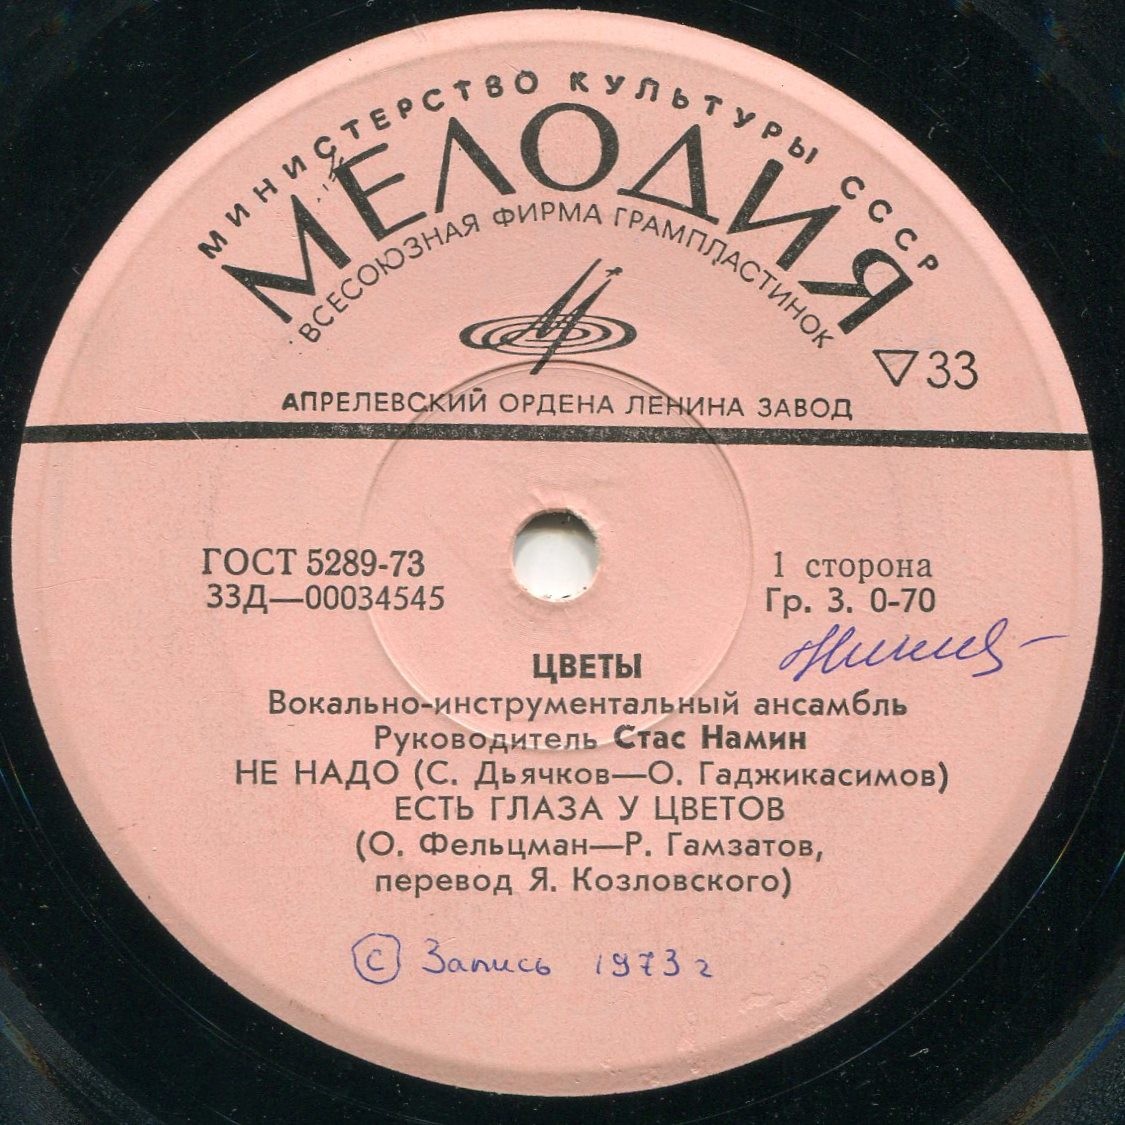 МИНИСТЕРСТВО КУЛЬТУРЫ СССР
МЕЛОДИЯ
ВСЕСОЮЗНАЯ ФИРМА ГРАМПЛАСТИНОК
▽33
АПРЕЛЕВСКИЙ ОРДЕНА ЛЕНИНА ЗАВОД
ГОСТ 5289-73
33Д—00034545
1 сторона
Гр. 3. 0-70
ЦВЕТЫ
Вокально-инструментальный ансамбль
Руководитель Стас Намин
НЕ НАДО (С. Дьячков—О. Гаджикасимов)
ЕСТЬ ГЛАЗА У ЦВЕТОВ
(О. Фельцман—Р. Гамзатов,
перевод Я. Козловского)
© Запись 1973 г